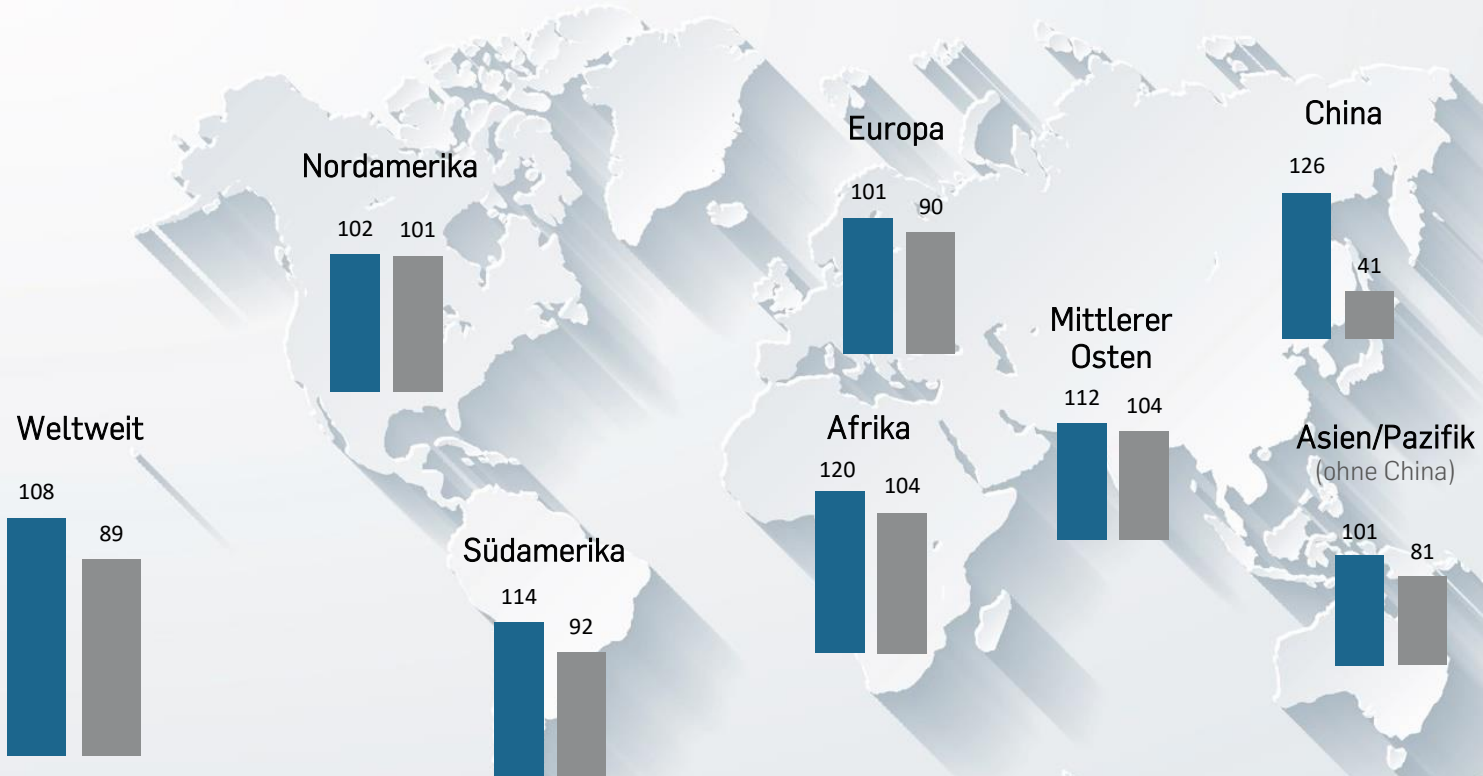 Weltweit
108
89
Nordamerika
102 101
Südamerika
114
92
Europa
101
90
Afrika
120
104
Mittlerer
Osten
112
104
China
126
41
Asien/Pazifik
(ohne China)
101
81